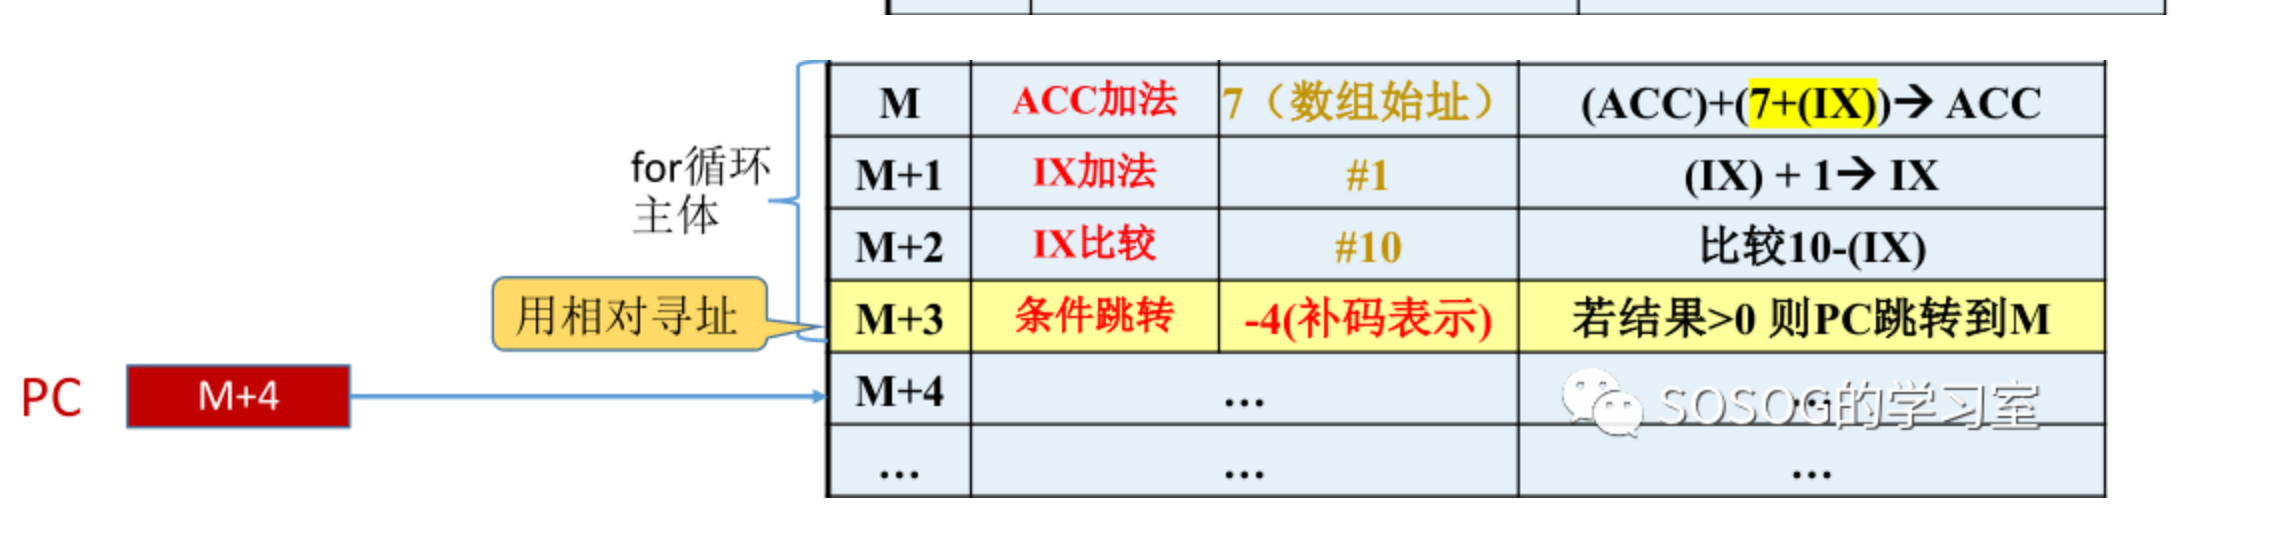 M ACC加法 7（数组始址） (ACC)+(7+(IX))→ ACC
for循环
主体
M+1 IX加法 #1 (IX) + 1→ IX
M+2 IX比较 #10 比较10-(IX)
用相对寻址
M+3 条件跳转 -4(补码表示) 若结果>0 则PC跳转到M
PC M+4
M+4 ... ...
SOSOG的学习室
... ... ...